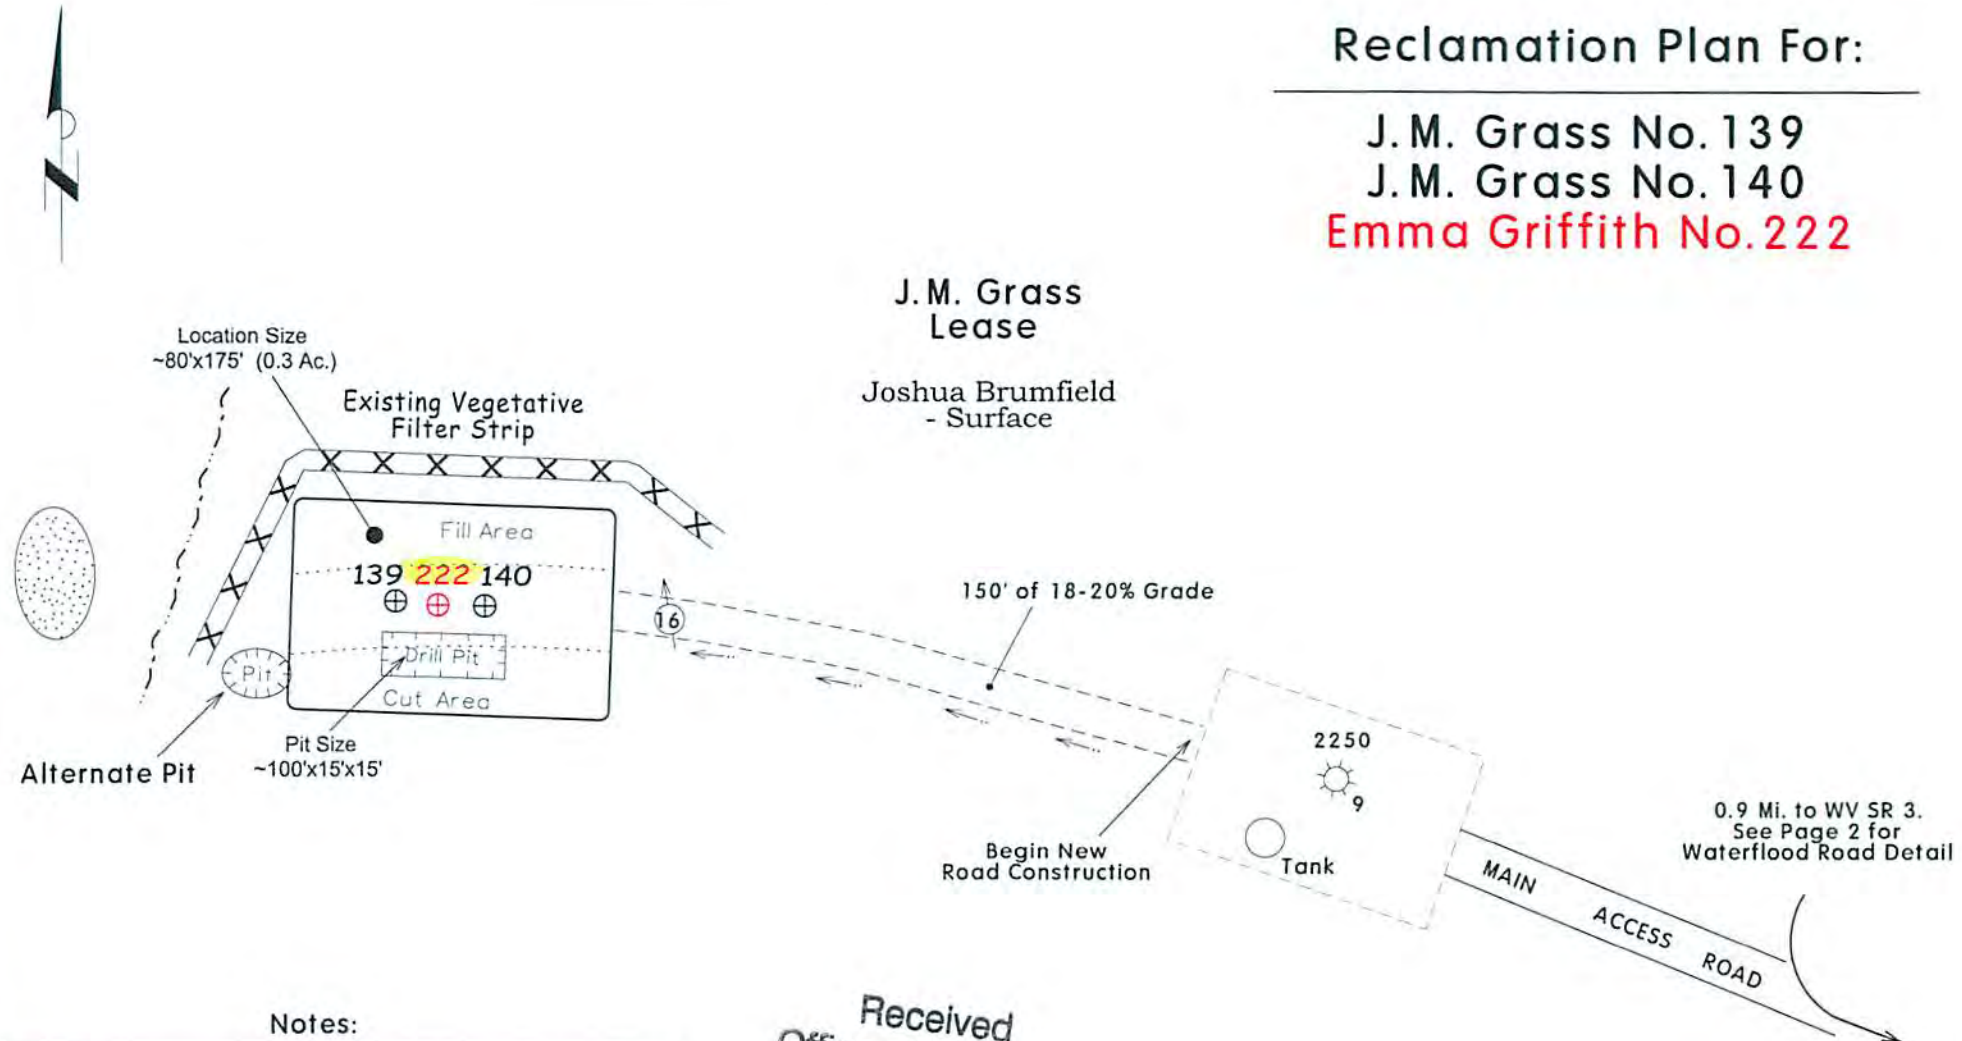 Reclamation Plan For:
J.M. Grass No.139
J.M. Grass No.140
Emma Griffith No.222
N
J.M. Grass
Lease
Joshua Brumfield
- Surface
Location Size
~80'x175' (0.3 Ac.)
Existing Vegetative
Filter Strip
Fill Area
139 222 140
16
Drill Pit
Pit
Cut Area
Pit Size
~100'x15'x15'
Alternate Pit
150' of 18-20% Grade
2250
9
Tank
Begin New
Road Construction
0.9 Mi. to WV SR 3.
See Page 2 for
Waterflood Road Detail
MAIN ACCESS ROAD
Notes:
Received